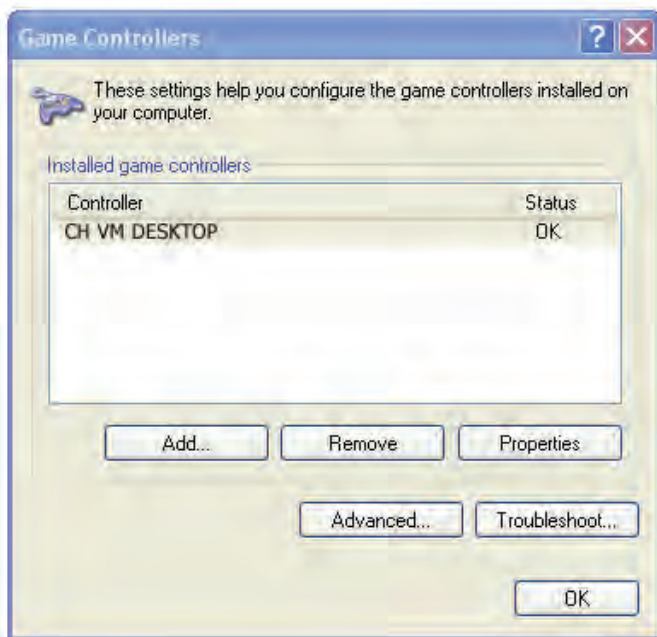 Game Controllers
These settings help you configure the game controllers installed on
your computer.
Installed game controllers
Controller Status
CH VM DESKTOP OK
Add... Remove Properties
Advanced... Troubleshoot...
OK